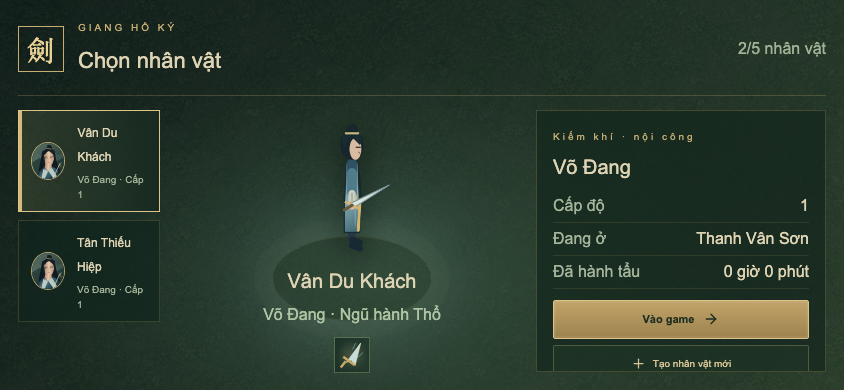 劍
GIANG HỒ KÝ
Chọn nhân vật
2/5 nhân vật
Vân Du
Khách
Võ Đang · Cấp
1
Tân Thiếu
Hiệp
Võ Đang · Cấp
1
Vân Du Khách
Võ Đang · Ngũ hành Thổ
Kiếm khí · nội công
Võ Đang
Cấp độ 1
Đang ở Thanh Vân Sơn
Đã hành tẩu 0 giờ 0 phút
Vào game →
+ Tạo nhân vật mới